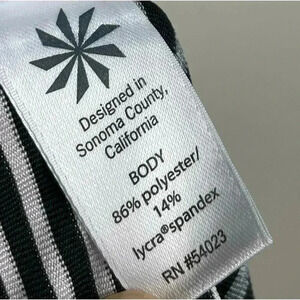 Designed in
Sonoma County,
California
BODY
86% polyester/
14%
lycra®spandex
RN #54023